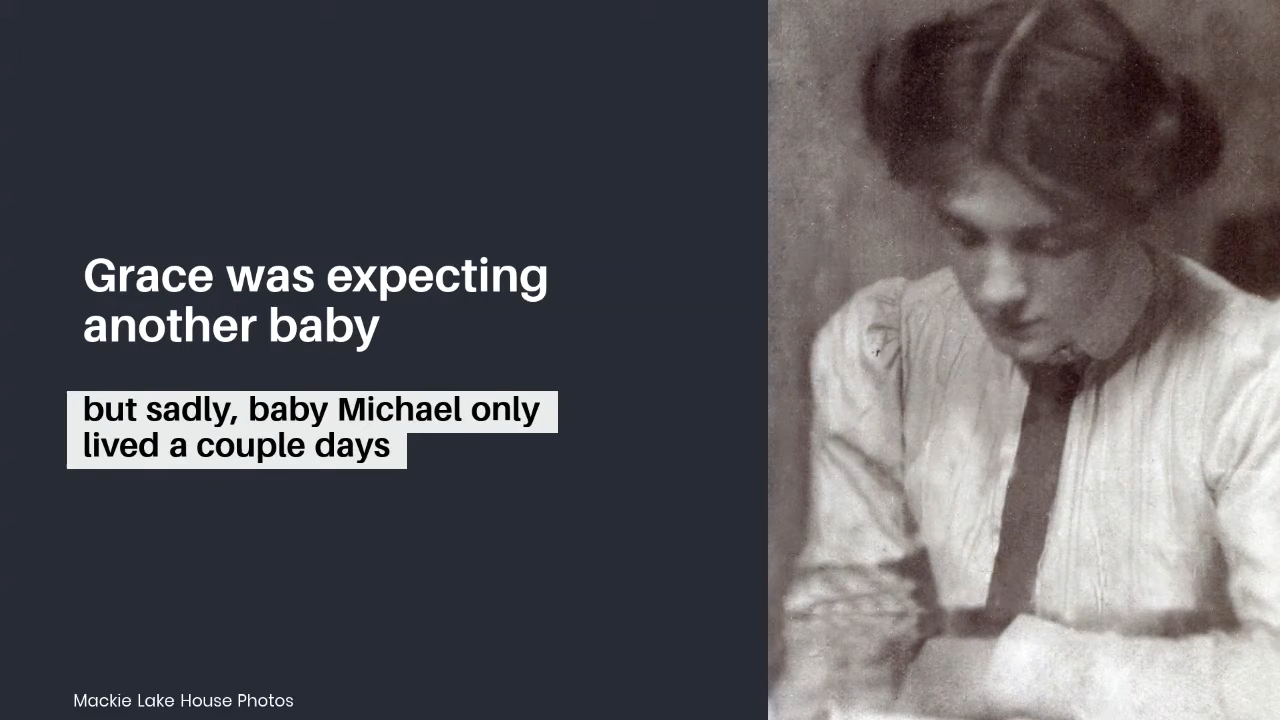 Grace was expecting
another baby
but sadly, baby Michael only
lived a couple days
Mackie Lake House Photos